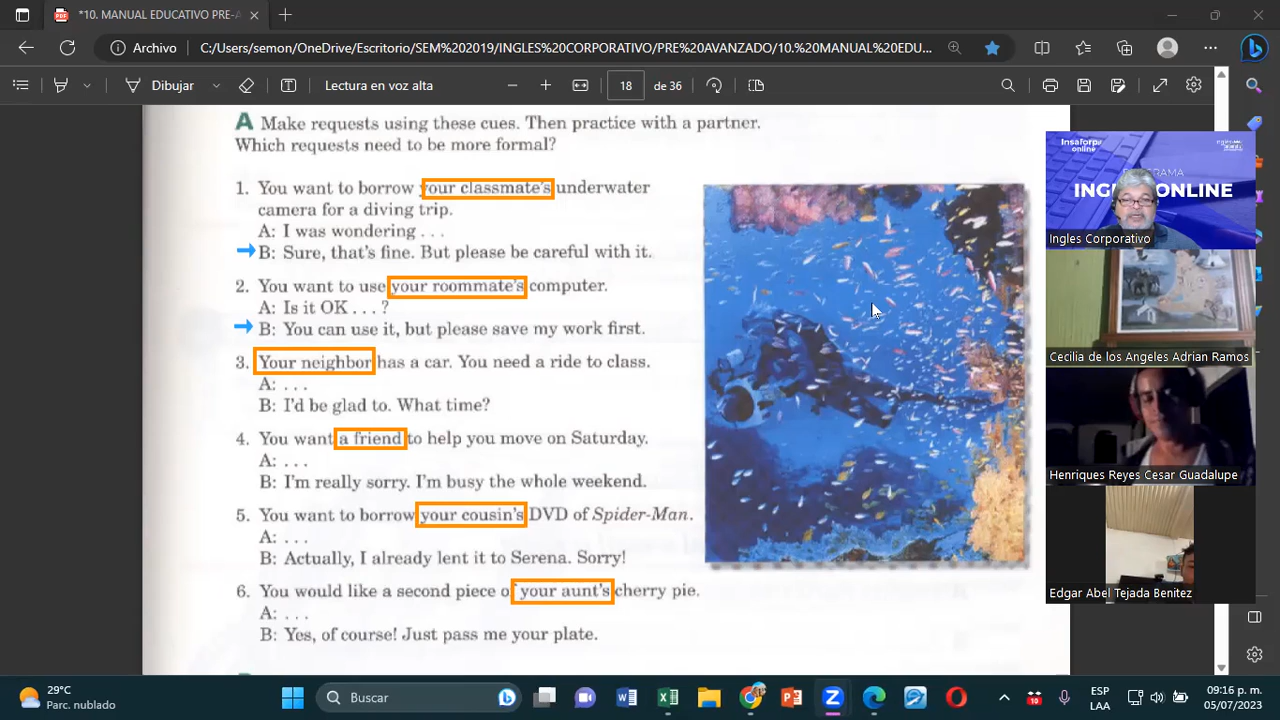 *10. MANUAL EDUCATIVO PRE-A
Archivo
C:/Users/semon/OneDrive/Escritorio/SEM%202019/INGLES%20CORPORATIVO/PRE%20AVANZADO/10.%20MANUAL%20EDU...
Dibujar
Lectura en voz alta
18
de 36
A Make requests using these cues. Then practice with a partner.
Which requests need to be more formal?
1. You want to borrow your classmate's underwater
camera for a diving trip.
A: I was wondering . . .
B: Sure, that's fine. But please be careful with it.
2. You want to use your roommate's computer.
A: Is it OK . . . ?
B: You can use it, but please save my work first.
3. Your neighbor has a car. You need a ride to class.
A: . . .
B: I'd be glad to. What time?
4. You want a friend to help you move on Saturday.
A: . . .
B: I'm really sorry. I'm busy the whole weekend.
5. You want to borrow your cousin's DVD of Spider-Man.
A: . . .
B: Actually, I already lent it to Serena. Sorry!
6. You would like a second piece of your aunt's cherry pie.
A: . . .
B: Yes, of course! Just pass me your plate.
Insaforp
online
INGL
ONLINE
Ingles Corporativo
Cecilia de los Angeles Adrian Ramos
Henriques Reyes Cesar Guadalupe
Edgar Abel Tejada Benitez
29°C
Parc. nublado
Buscar
10
ESP
LAA
09:16 p. m.
05/07/2023